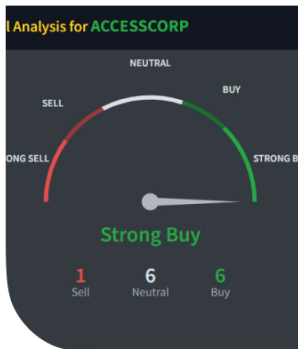 l Analysis for ACCESSCORP
NEUTRAL
SELL
BUY
ONG SELL
STRONG B
Strong Buy
1 6 6
Sell Neutral Buy